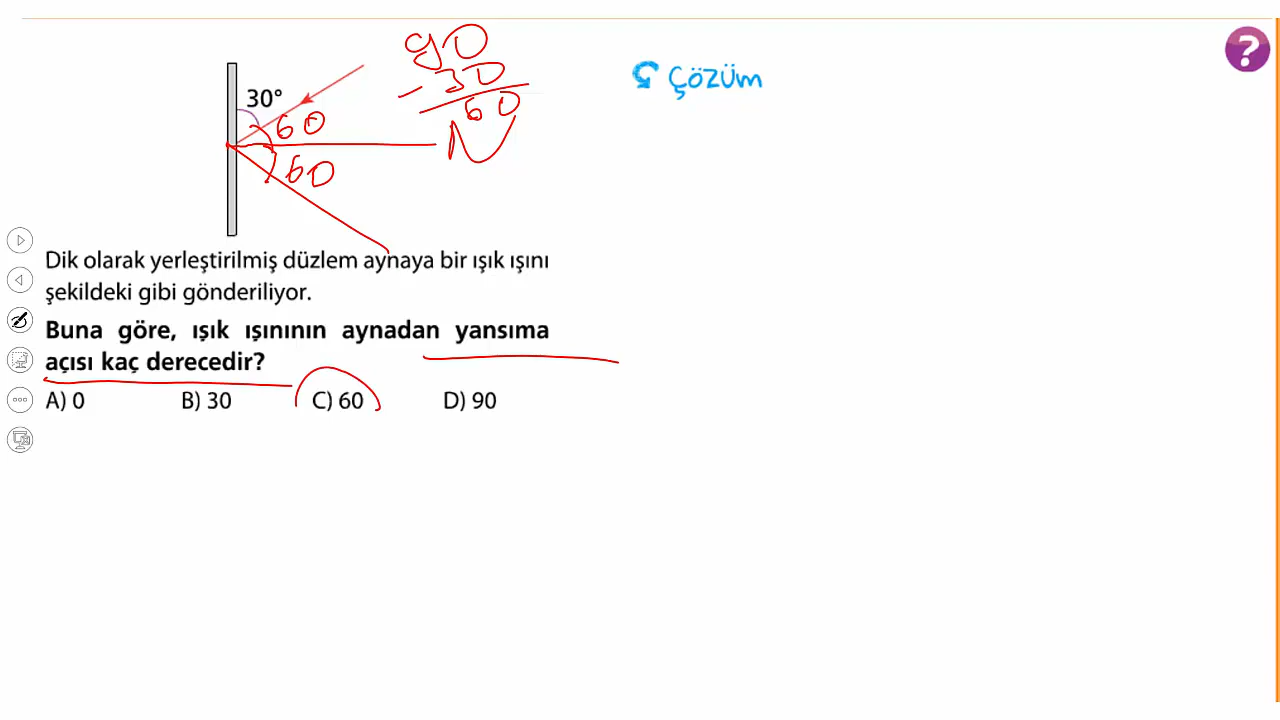 90
- 30
60
30°
60
N
60
Çözüm
?
Dik olarak yerleştirilmiş düzlem aynaya bir ışık ışını
şekildeki gibi gönderiliyor.
Buna göre, ışık ışınının aynadan yansıma
açısı kaç derecedir?
A) 0 B) 30 C) 60 D) 90